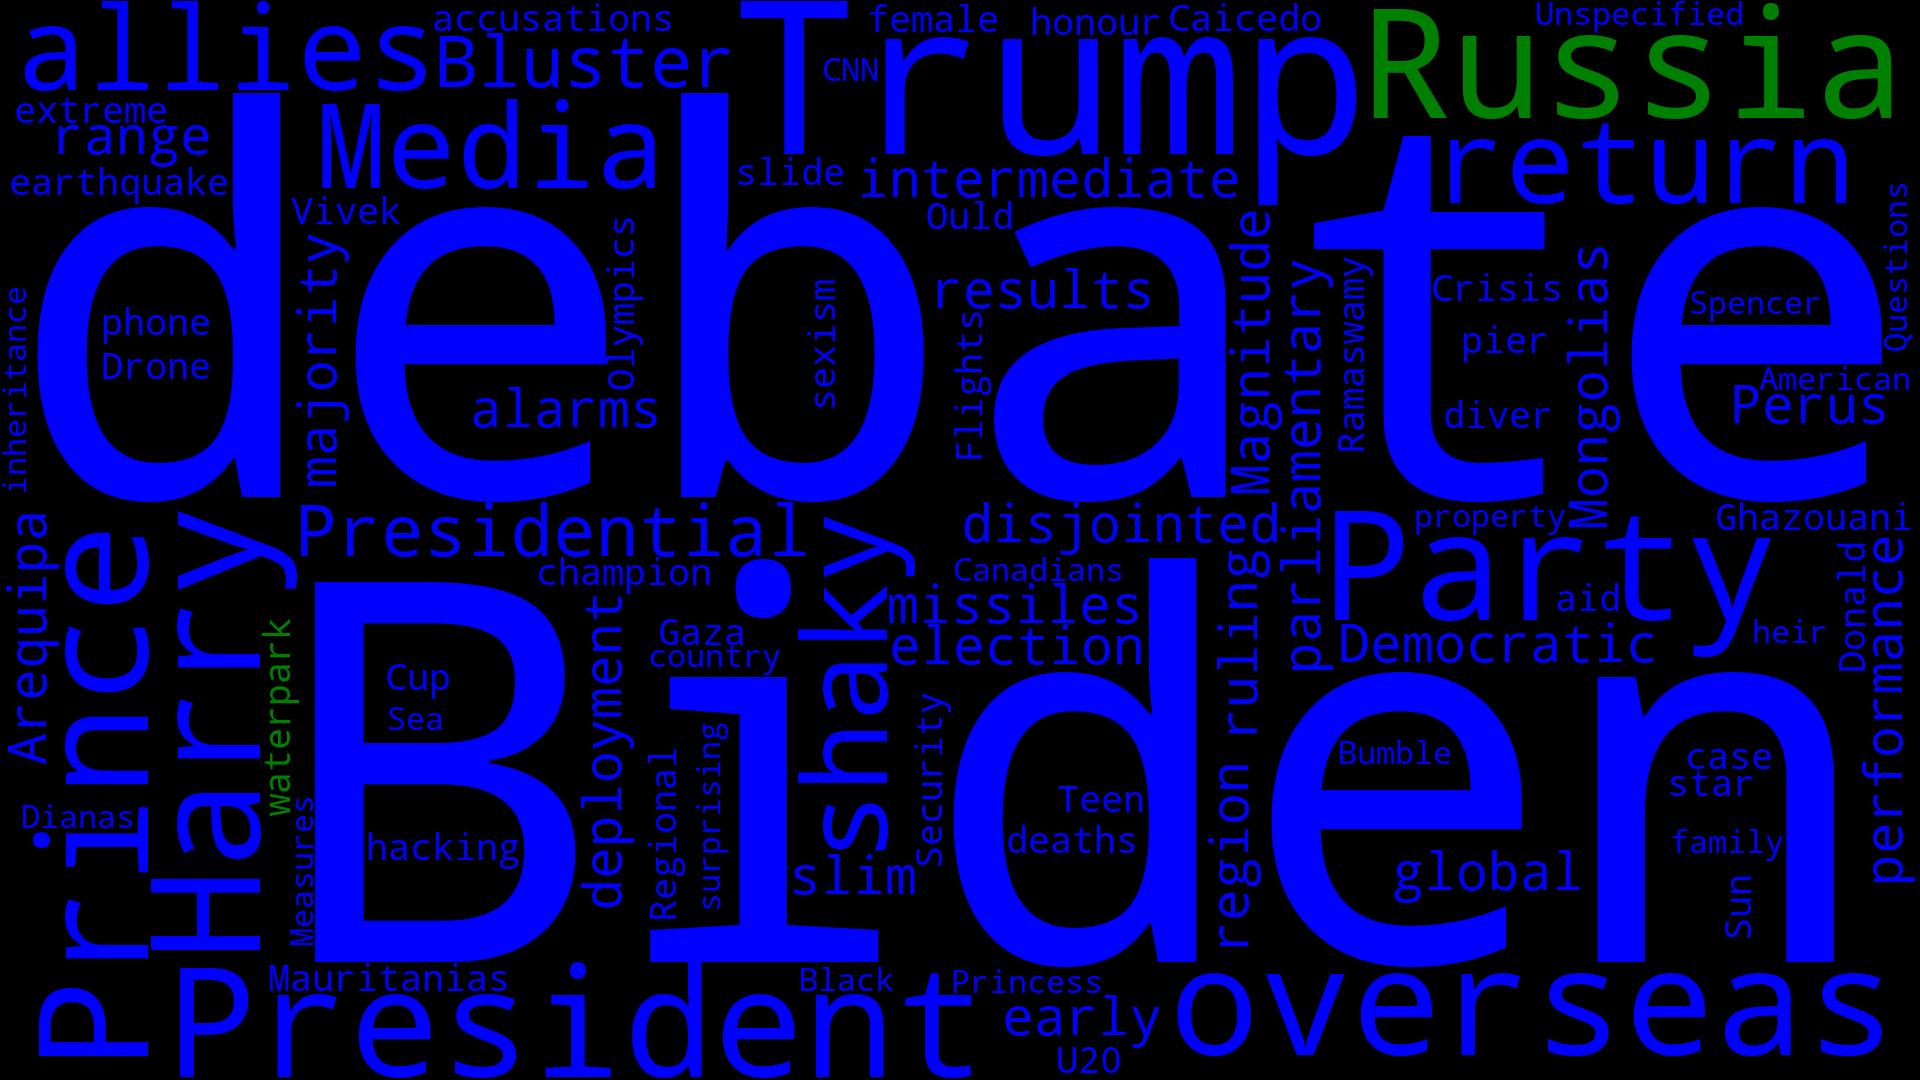 allies
accusations
Bluster
Trump
female
honour
Caicedo
CNN
Russia
Unspecified
extreme
range
earthquake
Media
Vivek
slide
intermediate
Ould
return
debate
phone
Drone
inheritance
majority
olympics
alarms
sexism
results
Flights
Magnitude
parliamentary
Ramaswamy
Crisis
pier
diver
Mongolias
Spencer
Questions
American
Perus
Arequipa
Prince
Harry
Presidential
champion
shaky
disjointed
Canadians
missiles
election
property
Party
aid
Democratic
heir
Ghazouani
Donald
performance
waterpark
Biden
Cup
Sea
hacking
deployment
Gaza
country
Regional
surprising
slim
Security
Teen
deaths
region
ruling
Bumble
global
case
star
family
Sun
Dianas
Measures
Mauritanias
President
Black
Princess
early
U20
overseas